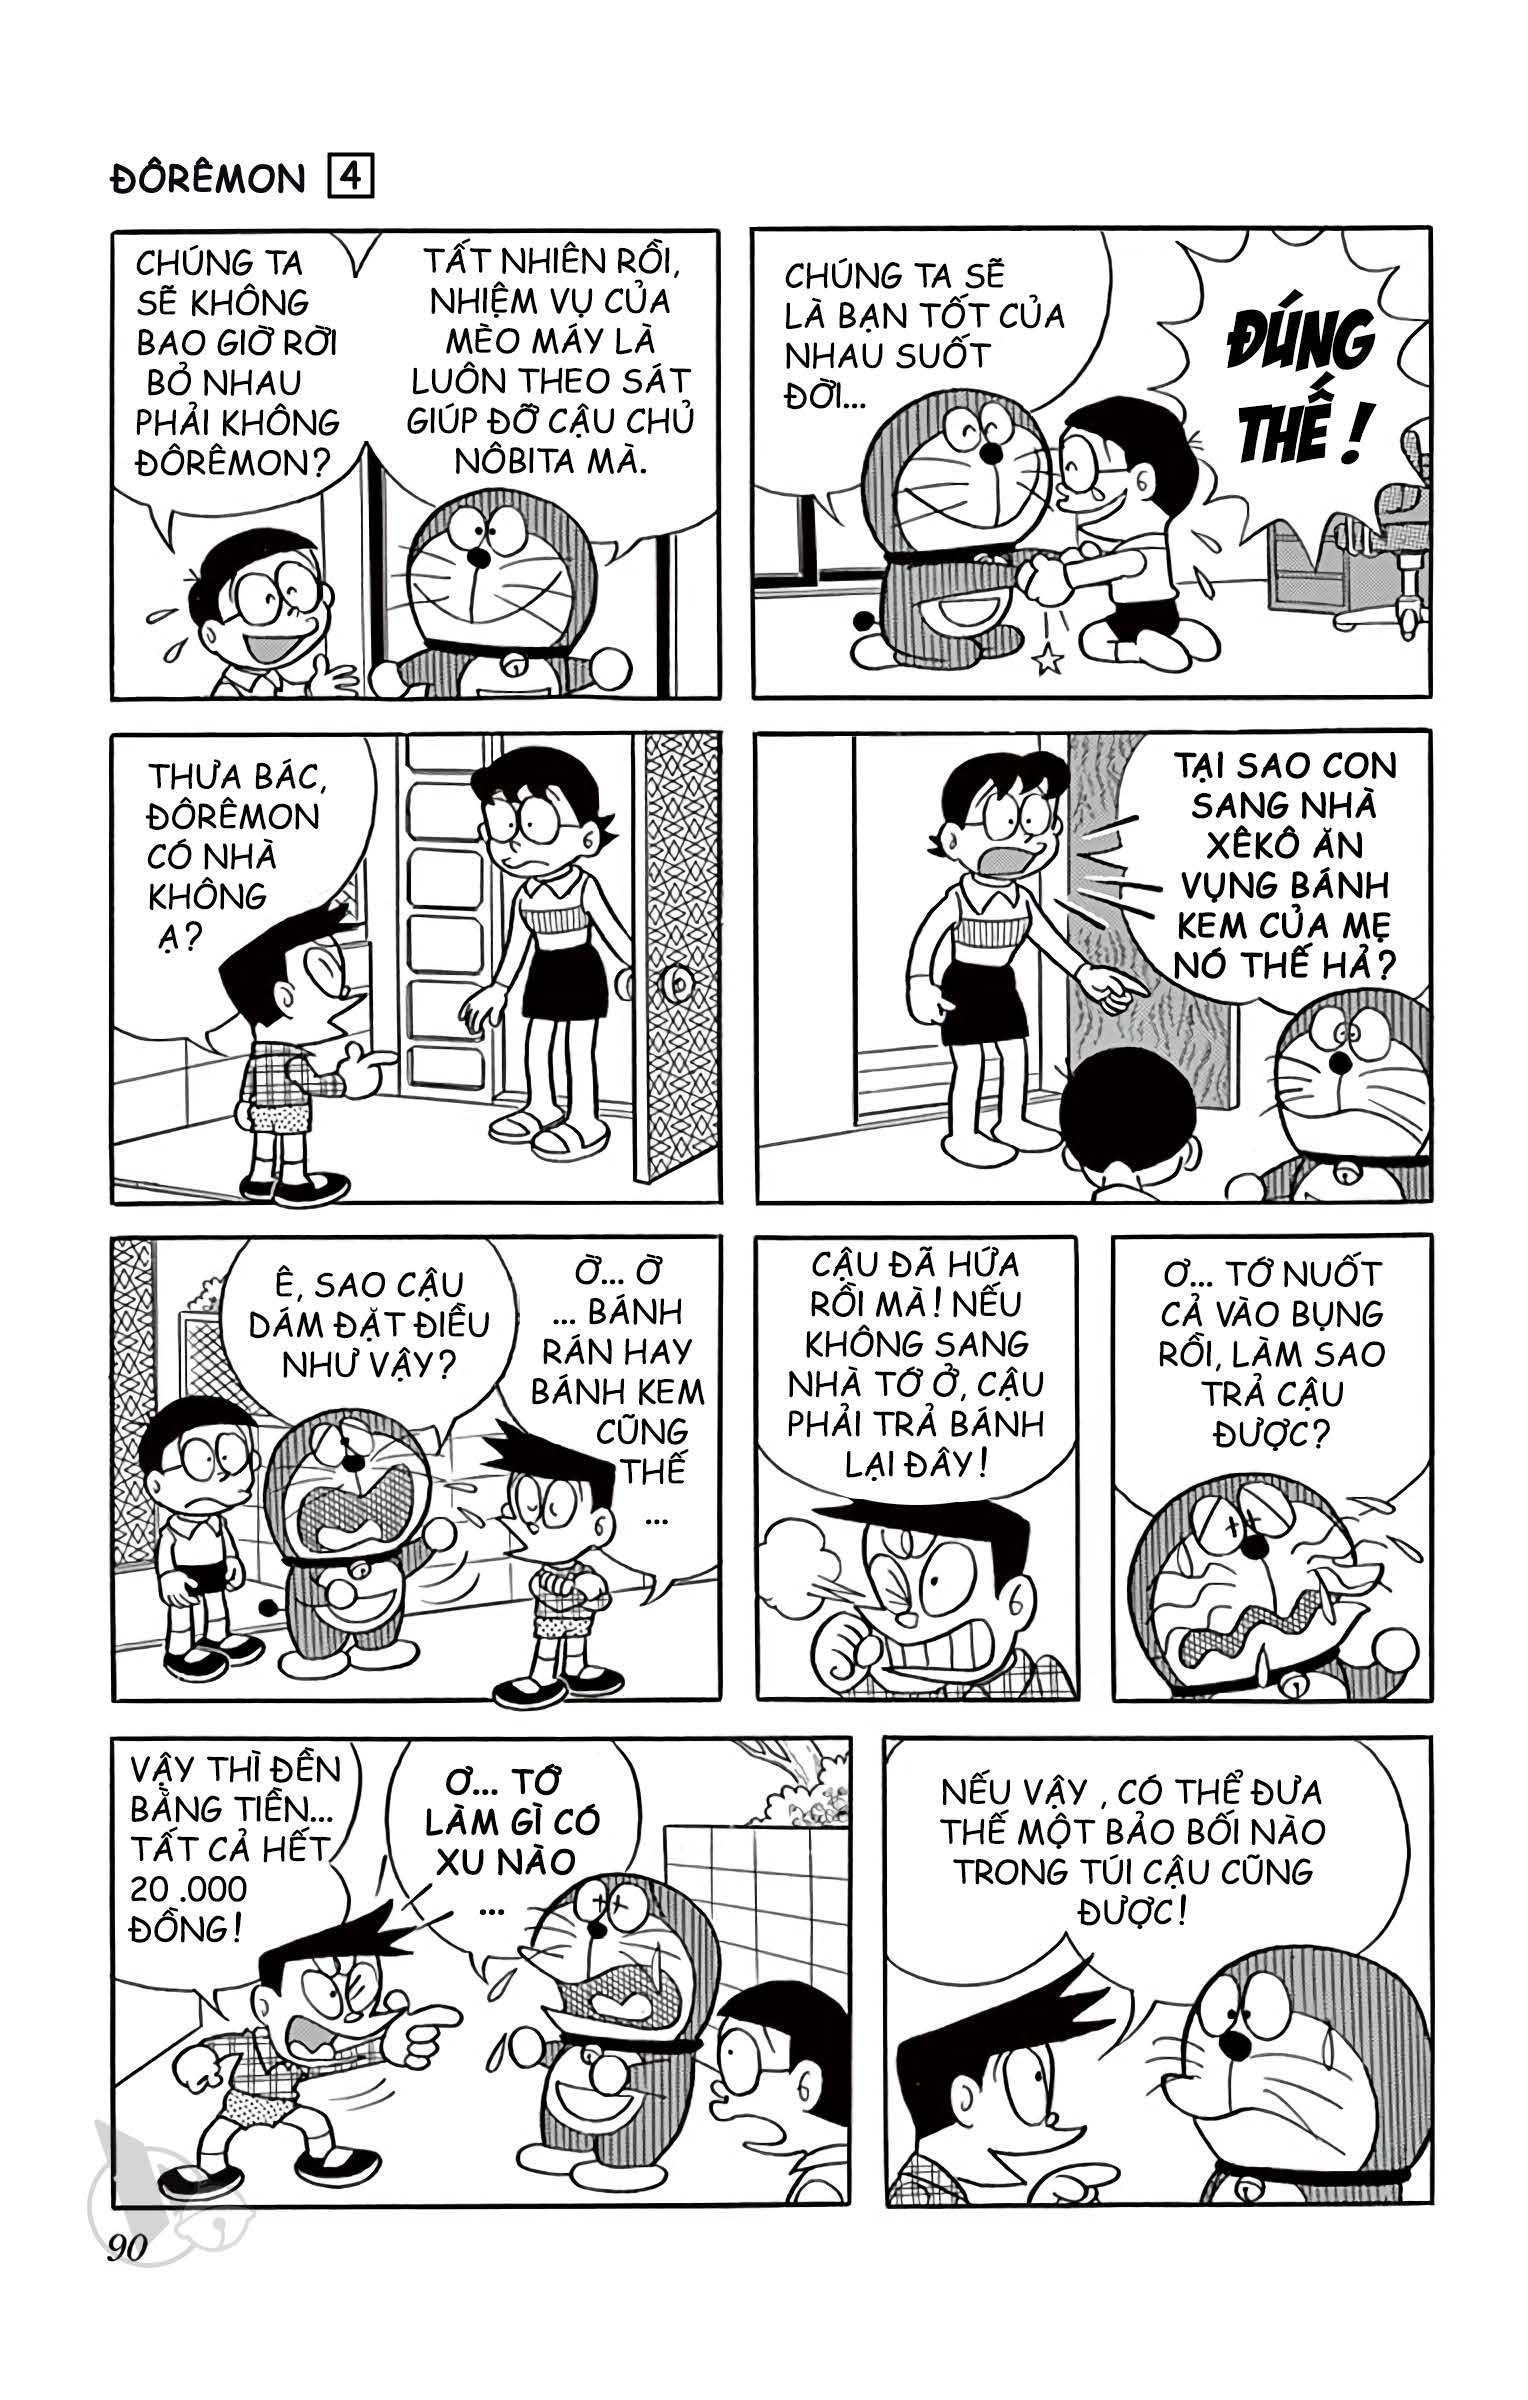 ĐÔRÊMON 4
CHÚNG TA
SẼ KHÔNG
BAO GIỜ RỜI
BỎ NHAU
PHẢI KHÔNG
ĐÔRÊMON?
TẤT NHIÊN RỒI,
NHIỆM VỤ CỦA
MÈO MÁY LÀ
LUÔN THEO SÁT
GIÚP ĐỠ CẬU CHỦ
NÔBITA MÀ.
CHÚNG TA SẼ
LÀ BẠN TỐT CỦA
NHAU SUỐT
ĐỜI...
ĐÚNG
THẾ!
THƯA BÁC,
ĐÔRÊMON
CÓ NHÀ
KHÔNG
Ạ?
TẠI SAO CON
SANG NHÀ
XÊKÔ ĂN
VỤNG BÁNH
KEM CỦA MẸ
NÓ THẾ HẢ?
Ê, SAO CẬU
DÁM ĐẶT ĐIỀU
NHƯ VẬY?
Ờ... Ờ
... BÁNH
RÁN HAY
BÁNH KEM
CŨNG
THẾ
...
CẬU ĐÃ HỨA
RỒI MÀ! NẾU
KHÔNG SANG
NHÀ TỚ Ở, CẬU
PHẢI TRẢ BÁNH
LẠI ĐÂY!
Ơ... TỚ NUỐT
CẢ VÀO BỤNG
RỒI, LÀM SAO
TRẢ CẬU
ĐƯỢC?
VẬY THÌ ĐỀN
BẰNG TIỀN...
TẤT CẢ HẾT
20 .000
ĐỒNG!
Ơ... TỚ
LÀM GÌ CÓ
XU NÀO
...
NẾU VẬY , CÓ THỂ ĐƯA
THẾ MỘT BẢO BỐI NÀO
TRONG TÚI CẬU CŨNG
ĐƯỢC!
90